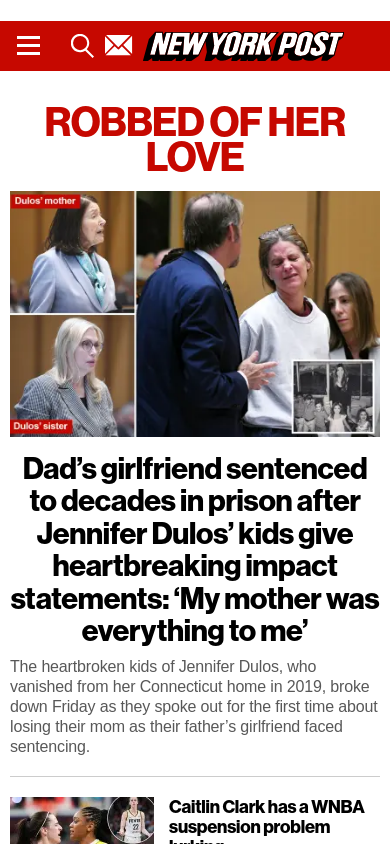 NEW YORK POST
ROBBED OF HER
LOVE
Dulos' mother
Dulos' sister
Dad’s girlfriend sentenced
to decades in prison after
Jennifer Dulos’ kids give
heartbreaking impact
statements: ‘My mother was
everything to me’
The heartbroken kids of Jennifer Dulos, who
vanished from her Connecticut home in 2019, broke
down Friday as they spoke out for the first time about
losing their mom as their father’s girlfriend faced
sentencing.
Caitlin Clark has a WNBA
suspension problem
lurking